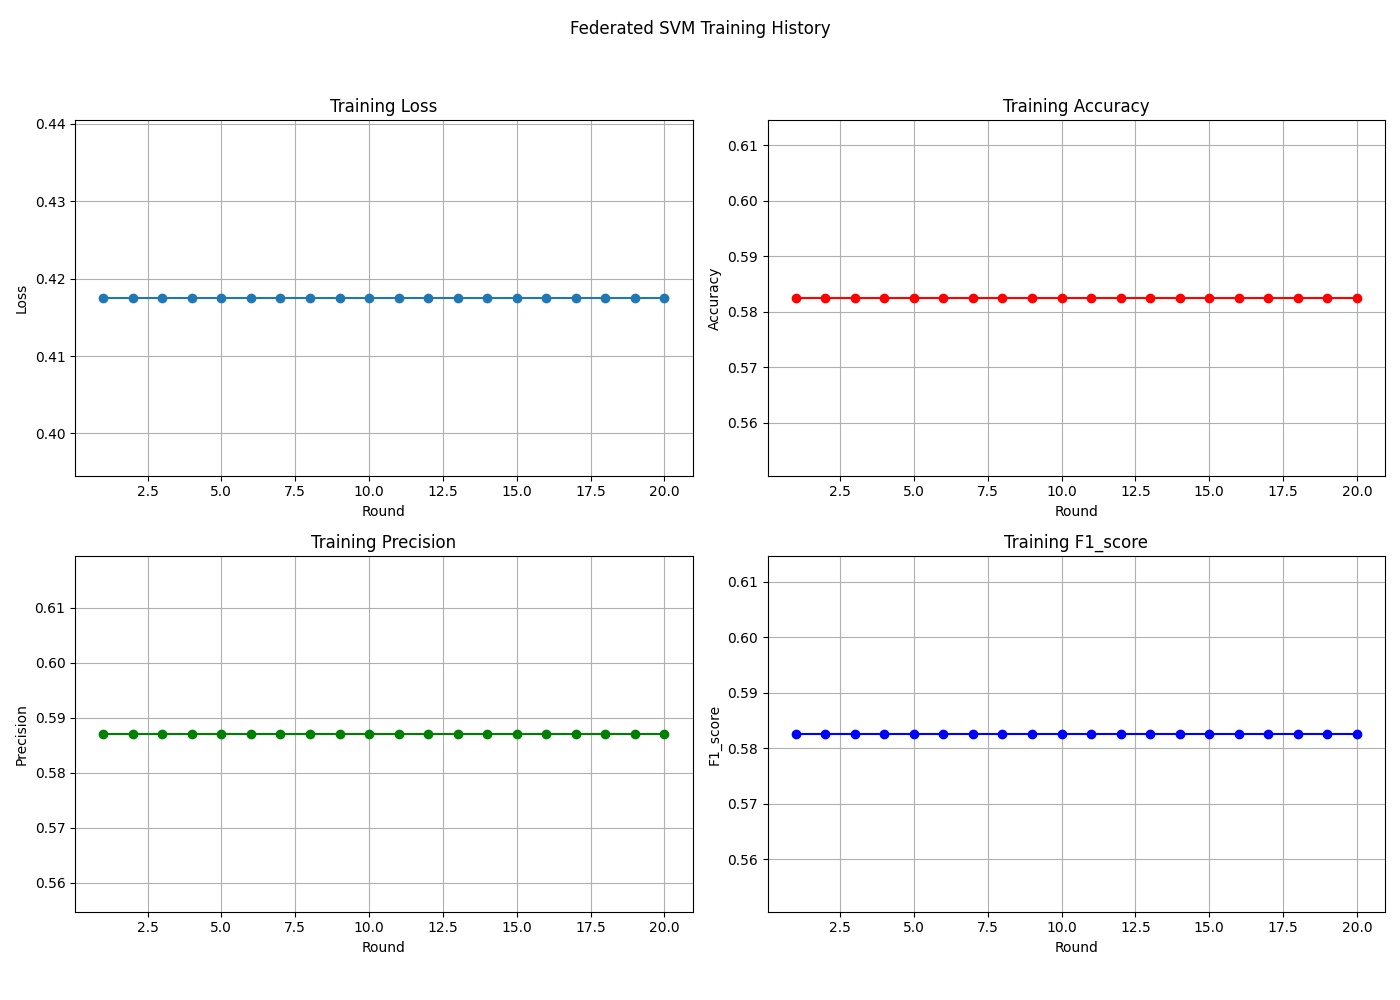 Federated SVM Training History
Training Loss
0.44
0.43
0.42
0.41
0.40
Loss
2.5 5.0 7.5 10.0 12.5 15.0 17.5 20.0
Round
Training Accuracy
0.61
0.60
0.59
0.58
0.57
0.56
Accuracy
2.5 5.0 7.5 10.0 12.5 15.0 17.5 20.0
Round
Training Precision
0.61
0.60
0.59
0.58
0.57
0.56
Precision
2.5 5.0 7.5 10.0 12.5 15.0 17.5 20.0
Round
Training F1_score
0.61
0.60
0.59
0.58
0.57
0.56
F1_score
2.5 5.0 7.5 10.0 12.5 15.0 17.5 20.0
Round